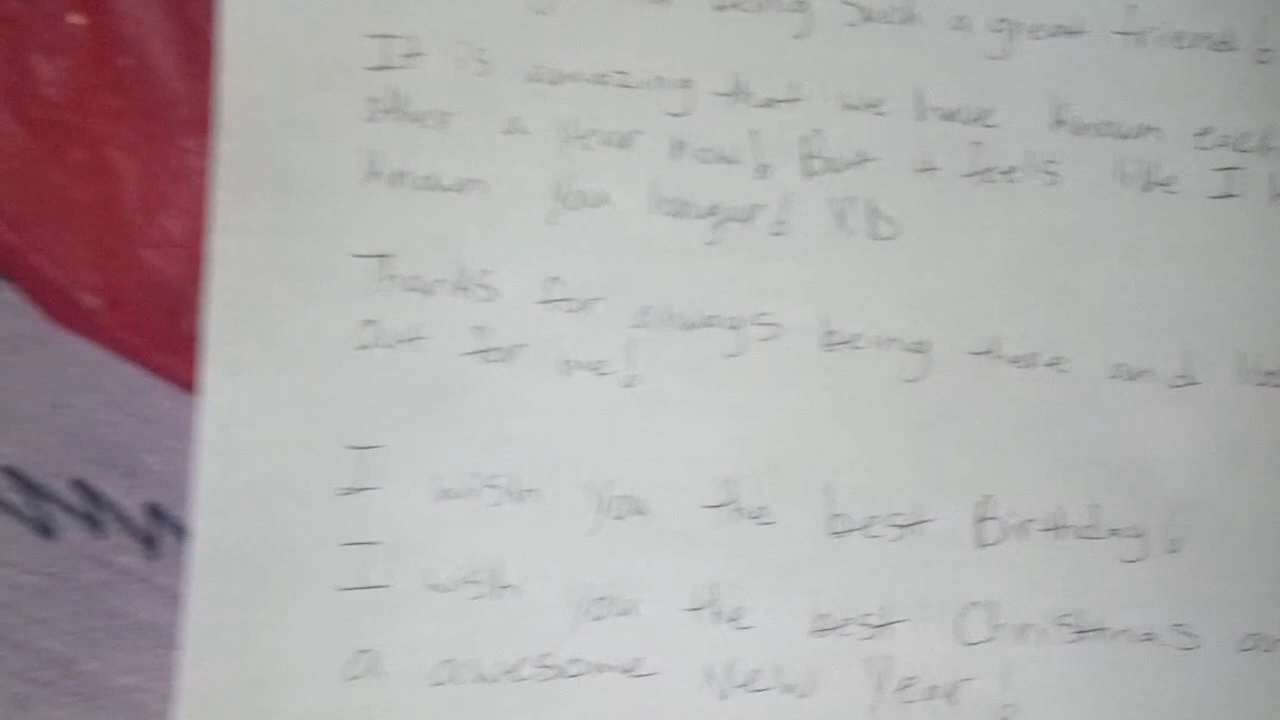 being such a great friend!
It is amazing that we have known each
other a year now! But it feels like I
known you longer! XD
Thanks for always being there and
out for me!
I wish you the best Birthday!
I wish you the best Christmas
a awesome New Year!